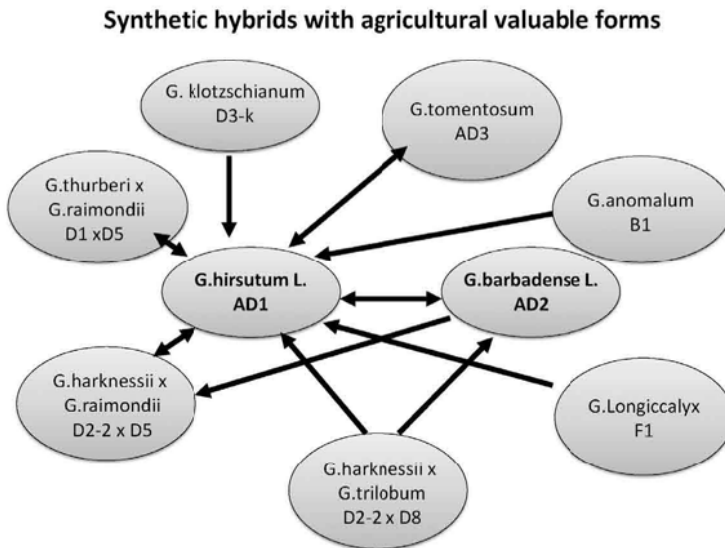 Synthetic hybrids with agricultural valuable forms
G. klotzschianum
D3-k
G.tomentosum
AD3
G.thurberi x
G.raimondii
D1 xD5
G.anomalum
B1
G.hirsutum L.
AD1
G.barbadense L.
AD2
G.harknessii x
G.raimondii
D2-2 x D5
G.Longiccalyx
F1
G.harknessii x
G.trilobum
D2-2 x D8